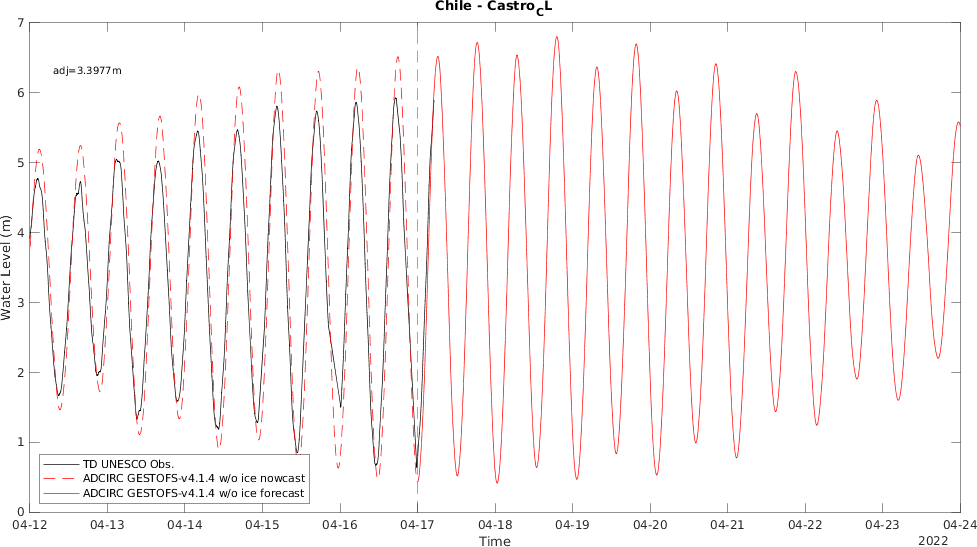 Chile - Castro_CL
7
adj=3.3977m
6
5
4
Water Level (m)
3
2
1
TD UNESCO Obs.
ADCIRC GESTOFS-v4.1.4 w/o ice nowcast
ADCIRC GESTOFS-v4.1.4 w/o ice forecast
0
04-12 04-13 04-14 04-15 04-16 04-17 04-18 04-19 04-20 04-21 04-22 04-23 04-24
Time
2022